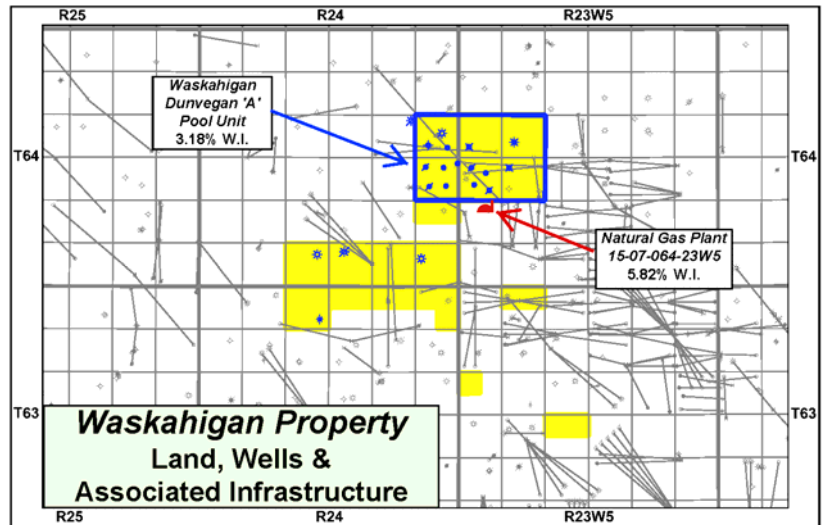 R25
R24
R23W5
Waskahigan
Dunvegan 'A'
Pool Unit
3.18% W.I.
T64
T64
Natural Gas Plant
15-07-064-23W5
5.82% W.I.
T63
T63
Waskahigan Property
Land, Wells &
Associated Infrastructure
R25
R24
R23W5